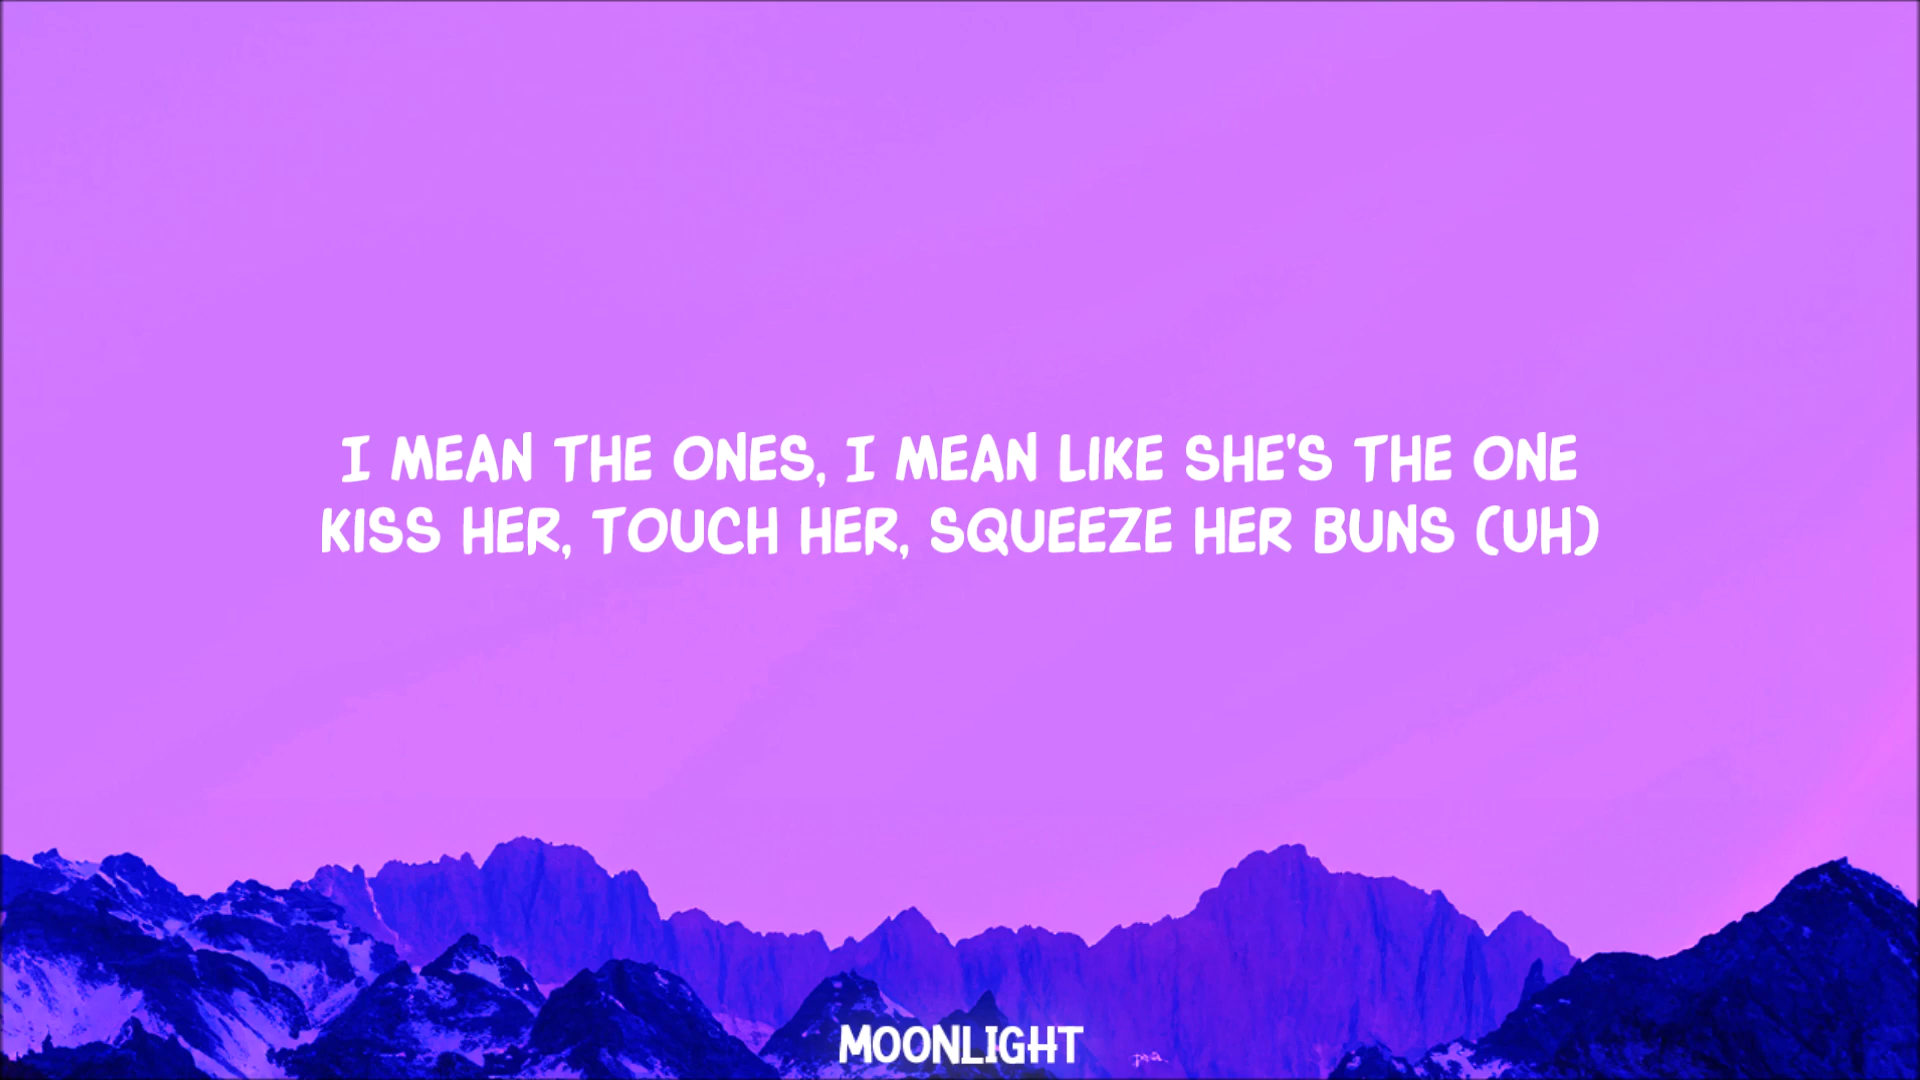 I MEAN THE ONES, I MEAN LIKE SHE'S THE ONE
KISS HER, TOUCH HER, SQUEEZE HER BUNS (UH)
MOONLIGHT